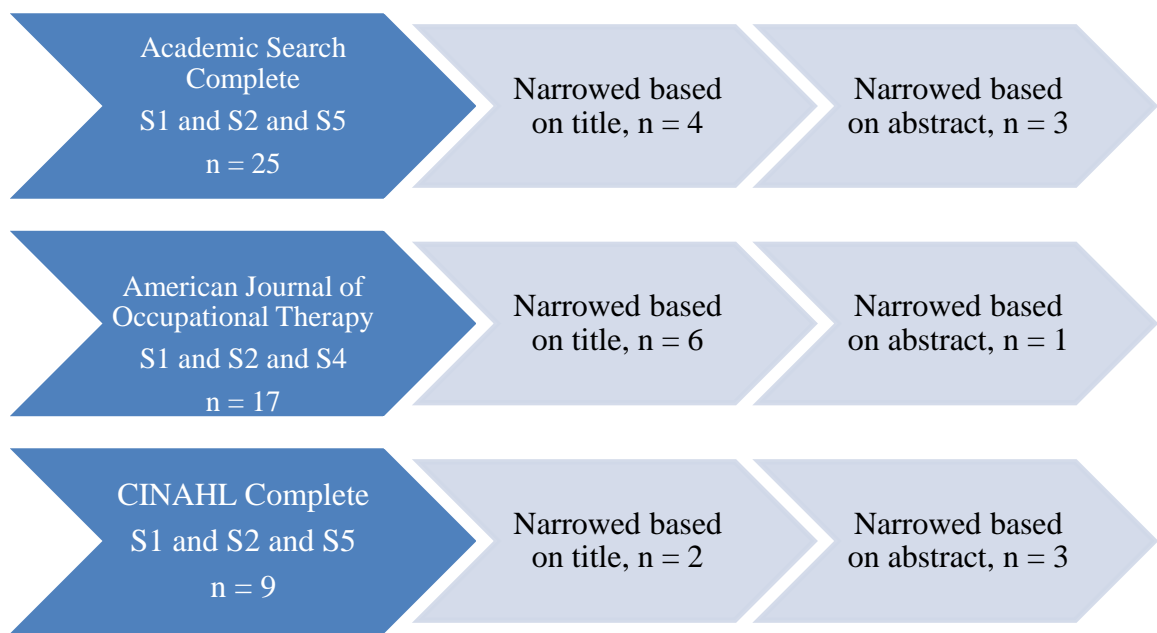 Academic Search
Complete
S1 and S2 and S5
n = 25
Narrowed based
on title, n = 4
Narrowed based
on abstract, n = 3
American Journal of
Occupational Therapy
S1 and S2 and S4
n = 17
Narrowed based
on title, n = 6
Narrowed based
on abstract, n = 1
CINAHL Complete
S1 and S2 and S5
n = 9
Narrowed based
on title, n = 2
Narrowed based
on abstract, n = 3